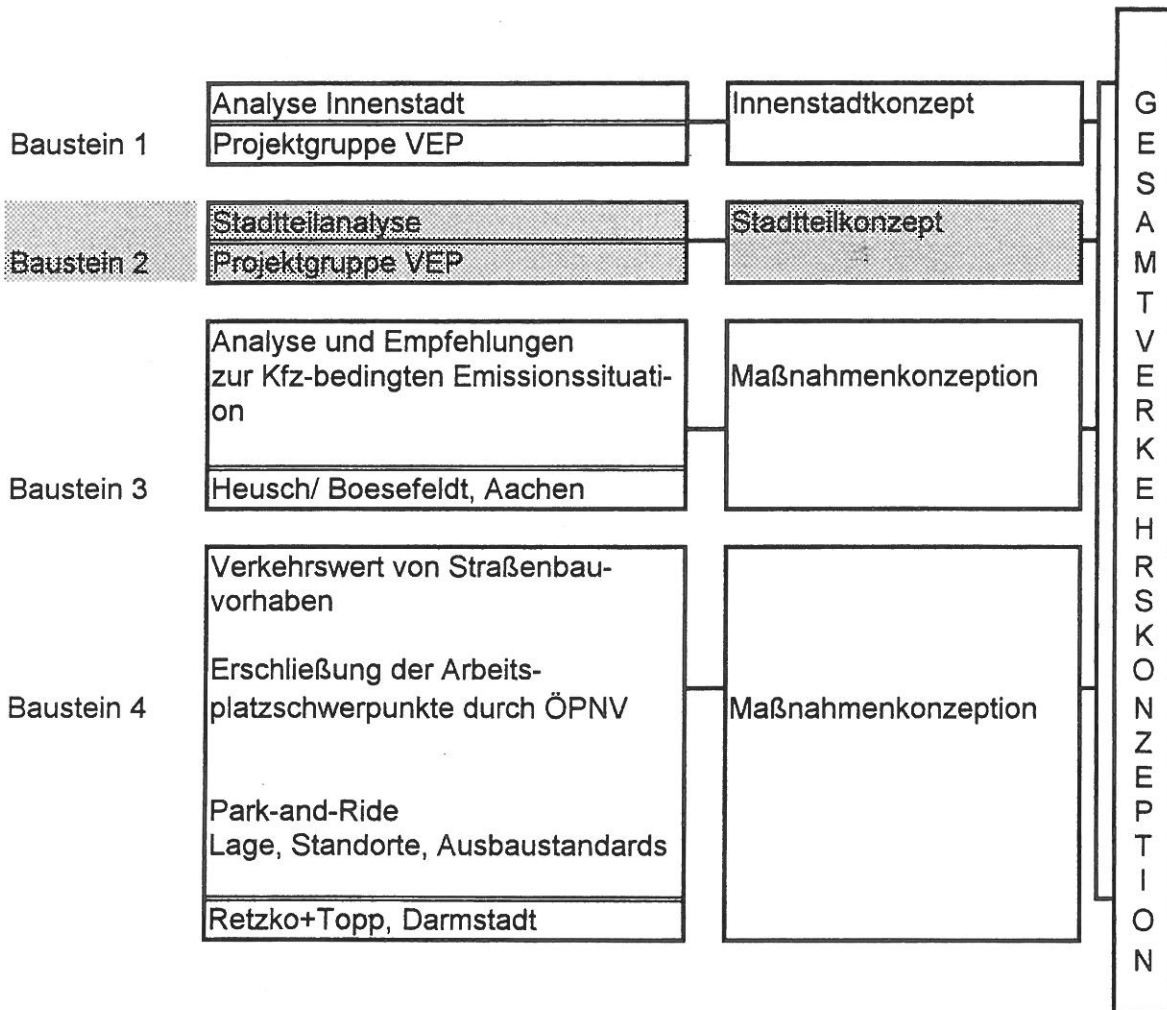 Analyse Innenstadt
Innenstadtkonzept
Baustein 1
Projektgruppe VEP
Stadtteilanalyse
Stadtteilkonzept
Baustein 2
Projektgruppe VEP
Analyse und Empfehlungen
zur Kfz-bedingten Emissionssituati-
on
Maßnahmenkonzeption
Baustein 3
Heusch/ Boesefeldt, Aachen
Verkehrswert von Straßenbau-
vorhaben
Erschließung der Arbeits-
platzschwerpunkte durch ÖPNV
Baustein 4
Maßnahmenkonzeption
Park-and-Ride
Lage, Standorte, Ausbaustandards
Retzko+Topp, Darmstadt
GESAMTVERKEHRSKONZEPTION